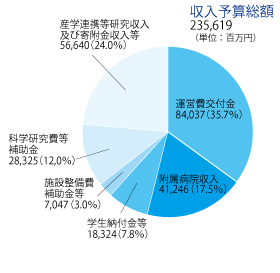 収入予算総額
235,619
（単位：百万円）
産学連携等研究収入
及び寄附金収入等
56,640（24.0%）
運営費交付金
84,037（35.7%）
科学研究費等
補助金
28,325（12.0%）
附属病院収入
41,246（17.5%）
施設整備費
補助金等
7,047（3.0%）
学生納付金等
18,324（7.8%）